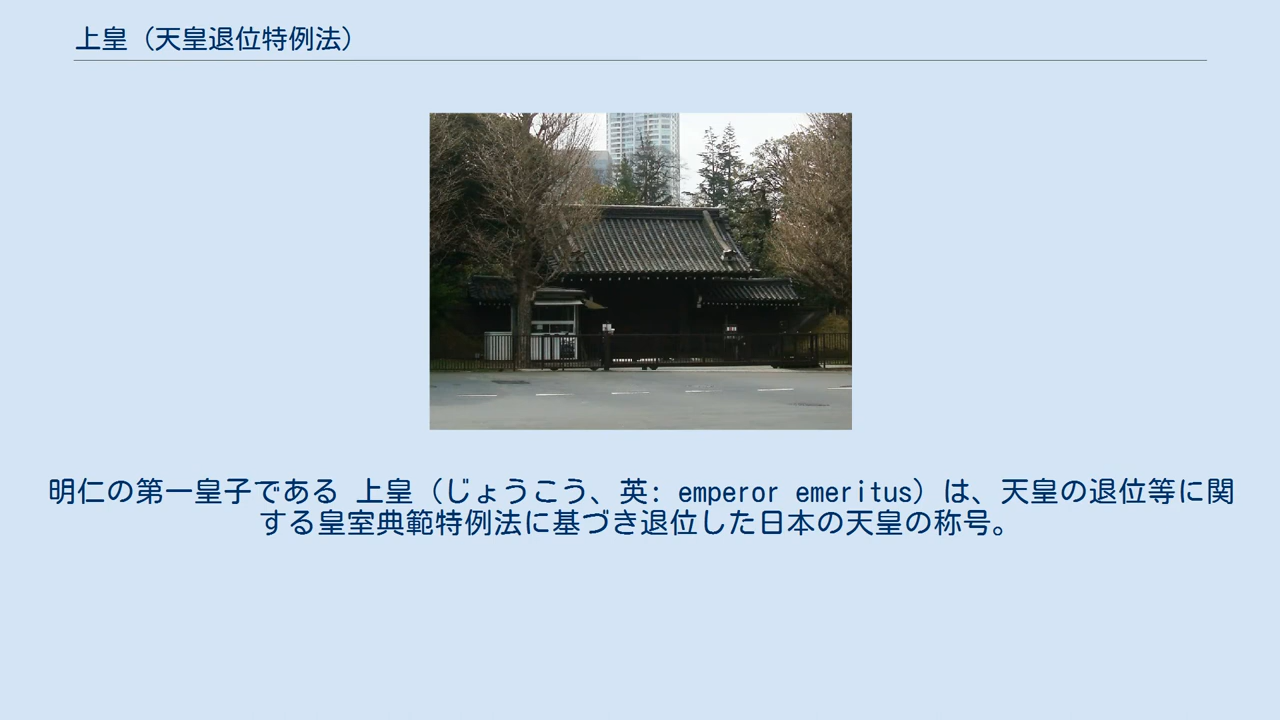 上皇（天皇退位特例法）
明仁の第一皇子である 上皇（じょうこう、英: emperor emeritus）は、天皇の退位等に関
する皇室典範特例法に基づき退位した日本の天皇の称号。